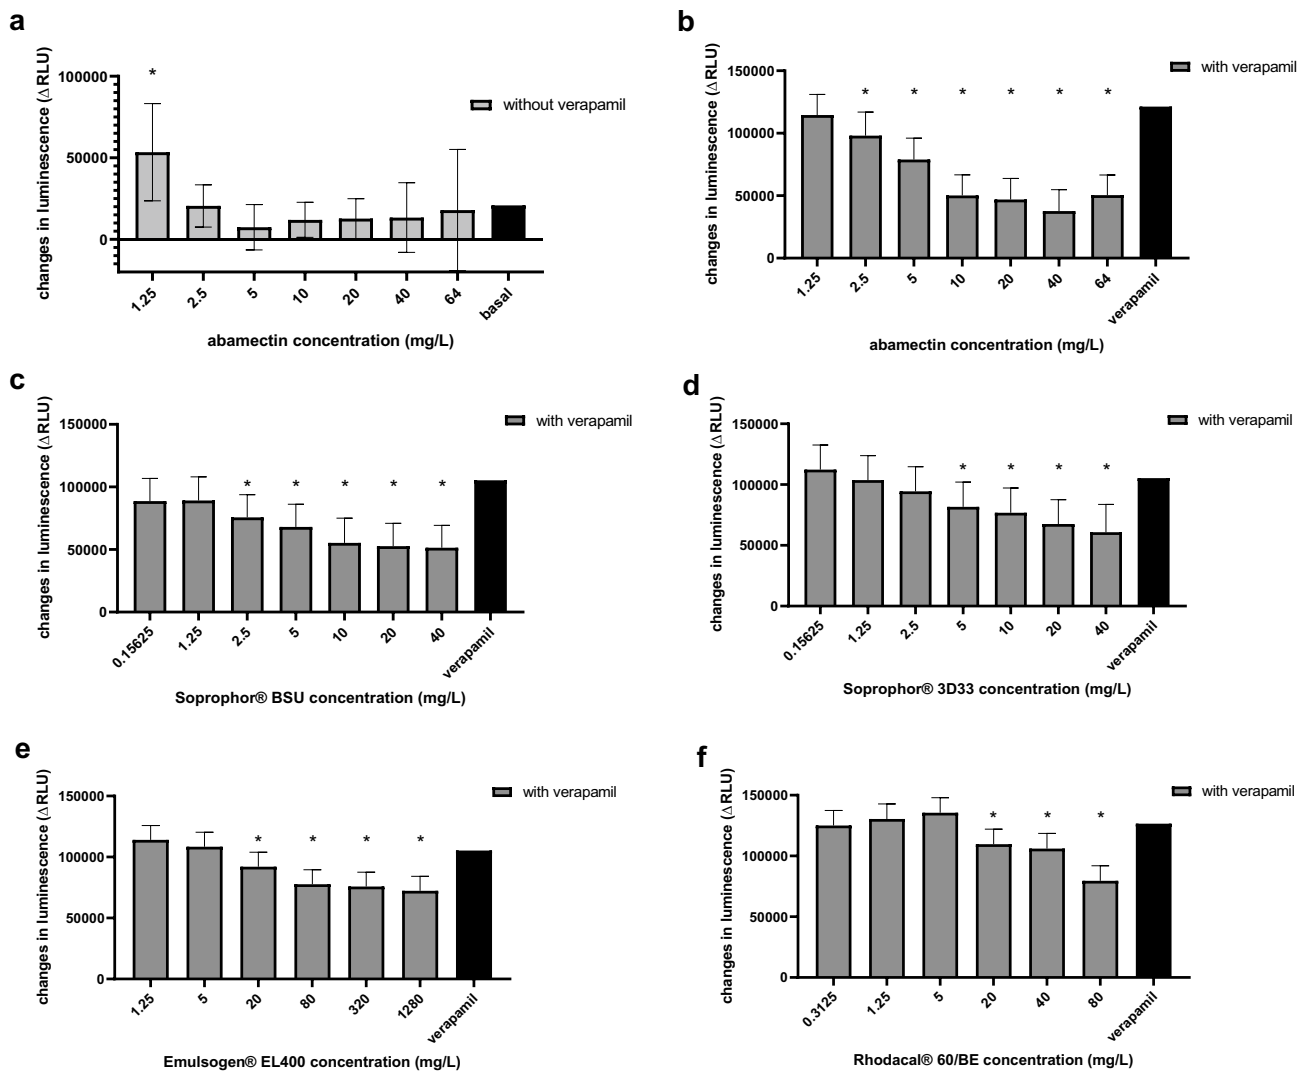 a
changes in luminescence (ΔRLU)
100000
50000
0
*
without verapamil
1.25
2.5
5
10
20
40
64
basal
abamectin concentration (mg/L)
b
changes in luminescence (ΔRLU)
150000
100000
50000
0
* * * * * *
with verapamil
1.25
2.5
5
10
20
40
64
verapamil
abamectin concentration (mg/L)
c
changes in luminescence (ΔRLU)
150000
100000
50000
0
* * * * *
with verapamil
0.15625
1.25
2.5
5
10
20
40
verapamil
Soprophor® BSU concentration (mg/L)
d
changes in luminescence (ΔRLU)
150000
100000
50000
0
* * * *
with verapamil
0.15625
1.25
2.5
5
10
20
40
verapamil
Soprophor® 3D33 concentration (mg/L)
e
changes in luminescence (ΔRLU)
150000
100000
50000
0
* * * *
with verapamil
1.25
5
20
80
320
1280
verapamil
Emulsogen® EL400 concentration (mg/L)
f
changes in luminescence (ΔRLU)
150000
100000
50000
0
* * *
with verapamil
0.3125
1.25
5
20
40
80
verapamil
Rhodacal® 60/BE concentration (mg/L)